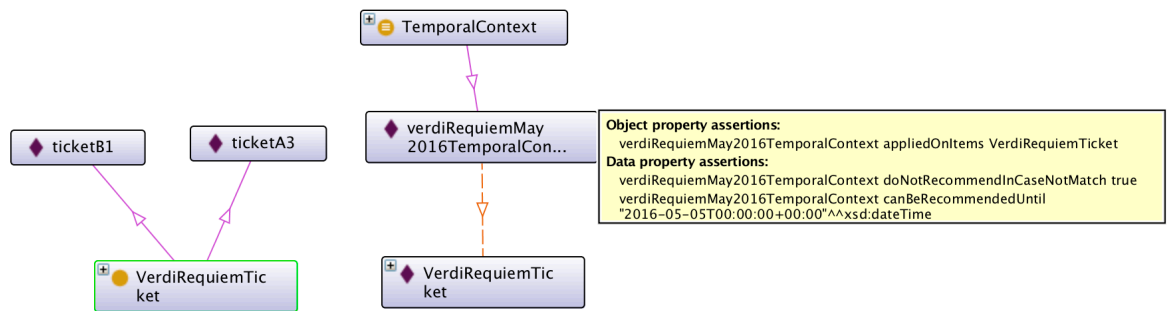 TemporalContext
verdiRequiemMay
2016TemporalCon...
Object property assertions:
verdiRequiemMay2016TemporalContext appliedOnItems VerdiRequiemTicket
Data property assertions:
verdiRequiemMay2016TemporalContext doNotRecommendInCaseNotMatch true
verdiRequiemMay2016TemporalContext canBeRecommendedUntil
"2016-05-05T00:00:00+00:00"^^xsd:dateTime
ticketB1
ticketA3
VerdiRequiemTic
ket
VerdiRequiemTic
ket